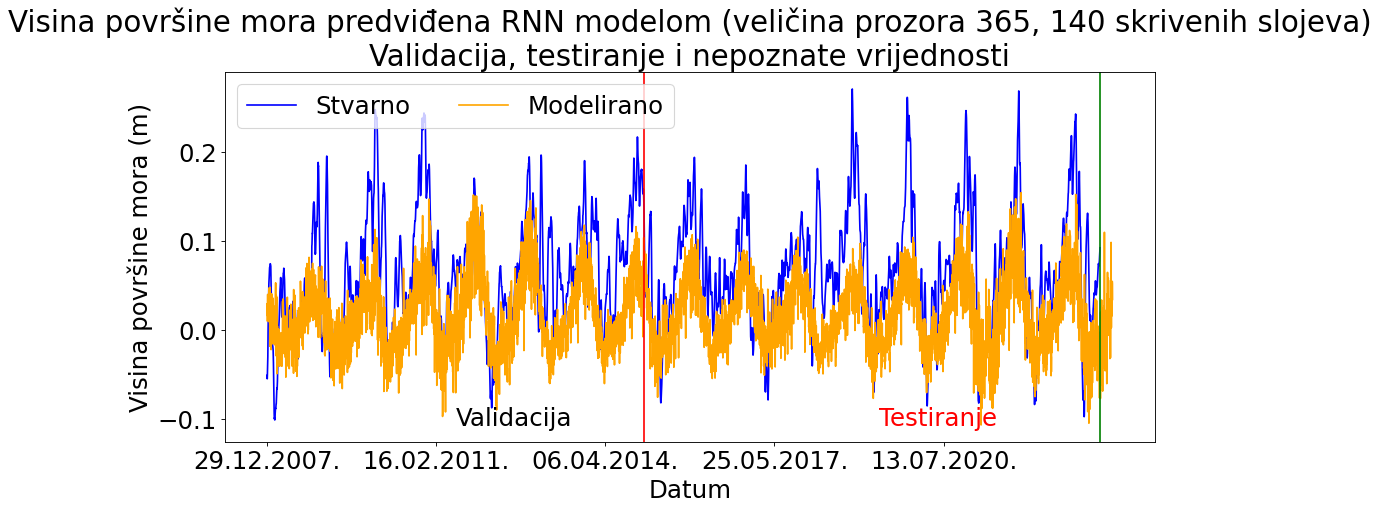 Visina površine mora predviđena RNN modelom (veličina prozora 365, 140 skrivenih slojeva)
Validacija, testiranje i nepoznate vrijednosti
Stvarno Modelirano
Visina površine mora (m)
0.2
0.1
0.0
−0.1
Validacija Testiranje
29.12.2007. 16.02.2011. 06.04.2014. 25.05.2017. 13.07.2020.
Datum